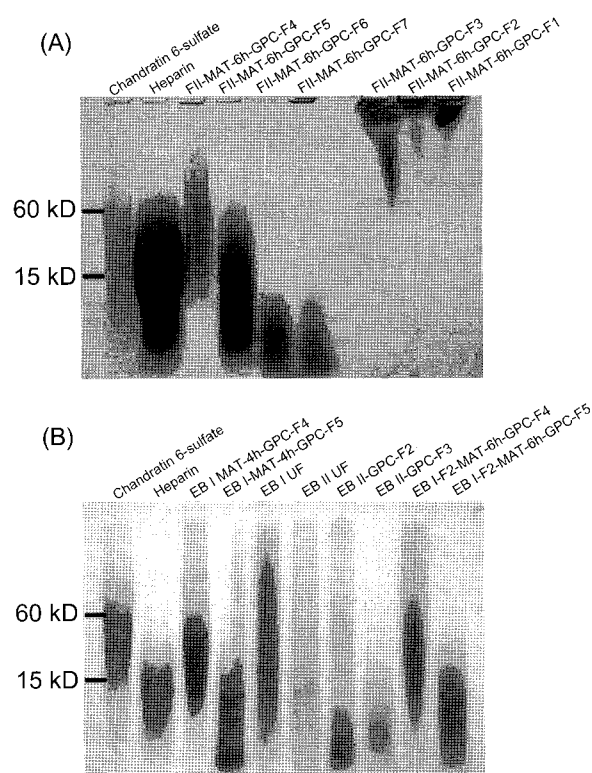 (A)
Chandratin 6-sulfate
Heparin
FII-MAT-6h-GPC-F4
FII-MAT-6h-GPC-F5
FII-MAT-6h-GPC-F6
FII-MAT-6h-GPC-F7
FII-MAT-6h-GPC-F3
FII-MAT-6h-GPC-F2
FII-MAT-6h-GPC-F1
60 kD
15 kD
(B)
Chandratin 6-sulfate
Heparin
EB I MAT-4h-GPC-F4
EB I-MAT-4h-GPC-F5
EB I UF
EB II UF
EB II-GPC-F2
EB II-GPC-F3
EB I-F2-MAT-6h-GPC-F4
EB I-F2-MAT-6h-GPC-F5
60 kD
15 kD